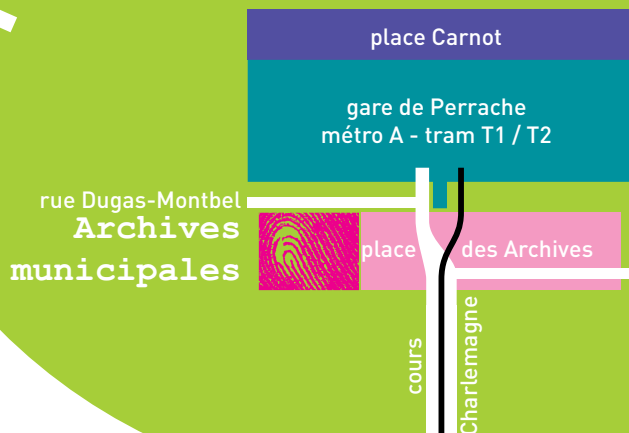 place Carnot
gare de Perrache
métro A - tram T1 / T2
rue Dugas-Montbel
Archives
municipales
place des Archives
cours
Charlemagne